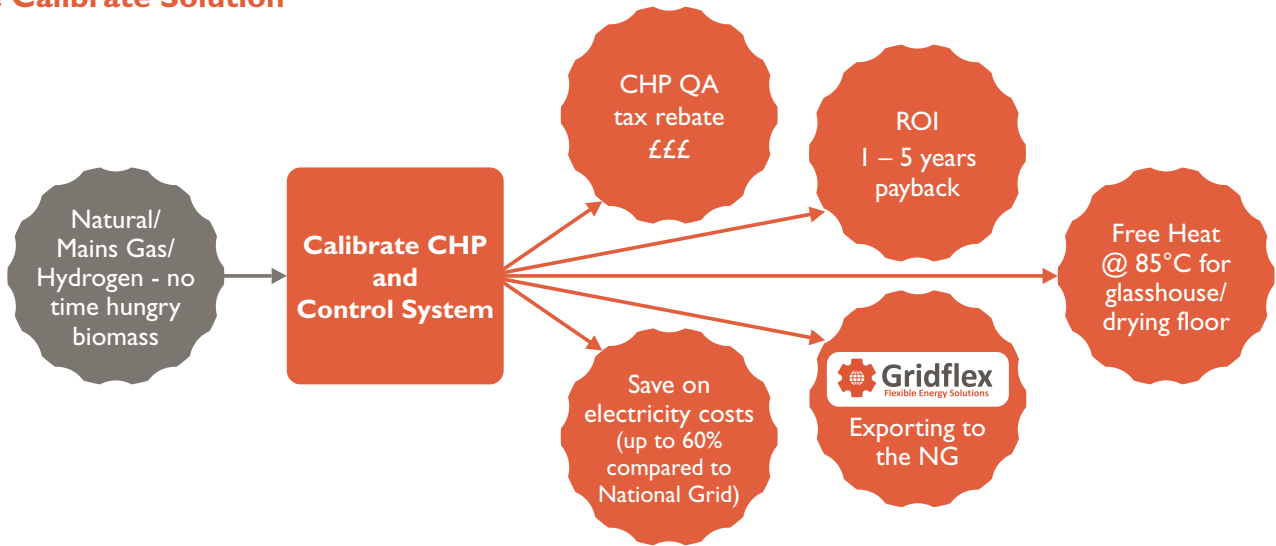 Calibrate Solution
Natural/
Mains Gas/
Hydrogen - no
time hungry
biomass
Calibrate CHP
and
Control System
CHP QA
tax rebate
£££
ROI
1 – 5 years
payback
Free Heat
@ 85°C for
glasshouse/
drying floor
Save on
electricity costs
(up to 60%
compared to
National Grid)
Gridflex
Flexible Energy Solutions
Exporting to
the NG